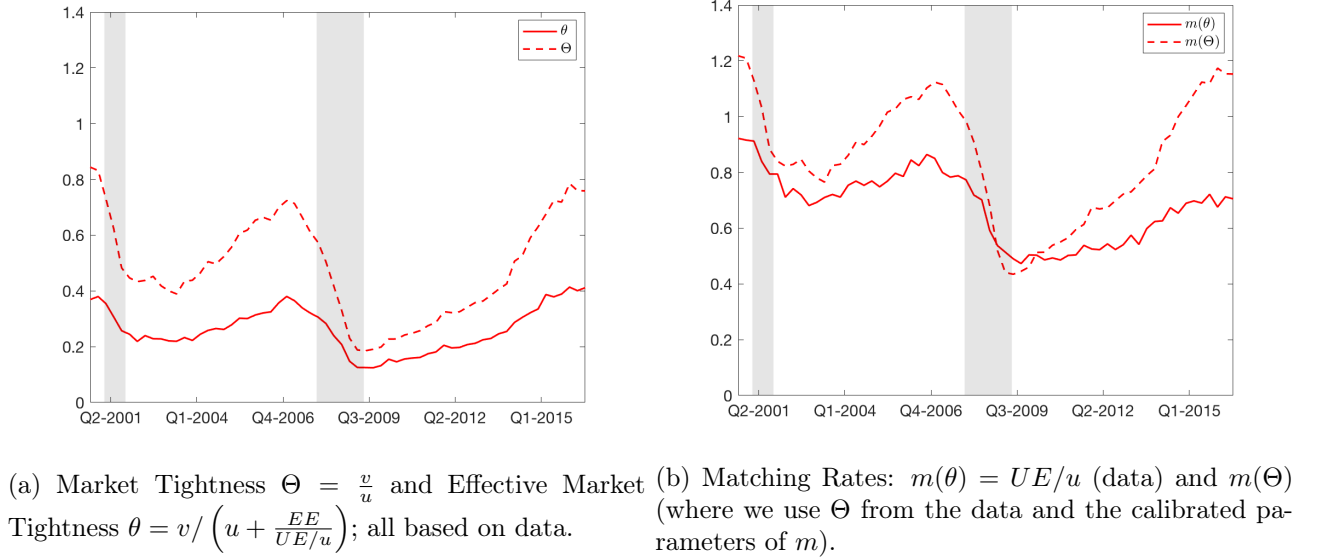 1.4
1.2
1
0.8
0.6
0.4
0.2
0
Q2-2001 Q1-2004 Q4-2006 Q3-2009 Q2-2012 Q1-2015
θ
Θ
1.4
1.2
1
0.8
0.6
0.4
0.2
0
Q2-2001 Q1-2004 Q4-2006 Q3-2009 Q2-2012 Q1-2015
m(θ)
m(Θ)
(a) Market Tightness Θ = v/u and Effective Market
Tightness θ = v/ (u + EE/(UE/u)); all based on data.
(b) Matching Rates: m(θ) = UE/u (data) and m(Θ)
(where we use Θ from the data and the calibrated pa-
rameters of m).